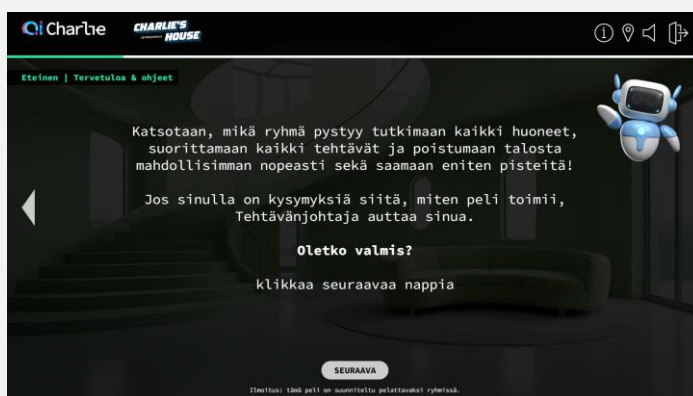 Qi Charlie
CHARLIE'S
HOUSE
Eteinen | Tervetuloa & ohjeet
Katsotaan, mikä ryhmä pystyy tutkimaan kaikki huoneet,
suorittamaan kaikki tehtävät ja poistumaan talosta
mahdollisimman nopeasti sekä saamaan eniten pisteitä!
Jos sinulla on kysymyksiä siitä, miten peli toimii,
Tehtävänjohtaja auttaa sinua.
Oletko valmis?
klikkaa seuraavaa nappia
SEURAAVA
Ilmoitus: tämä peli on suunniteltu pelattavaksi ryhmissä.